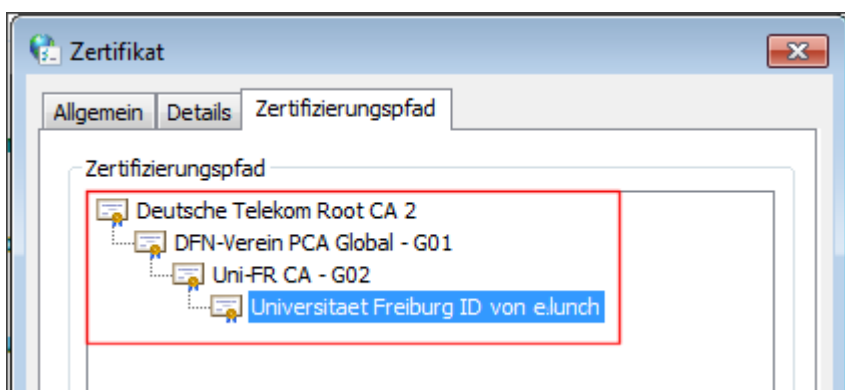 Zertifikat
Allgemein Details Zertifizierungspfad
Zertifizierungspfad
Deutsche Telekom Root CA 2
DFN-Verein PCA Global - G01
Uni-FR CA - G02
Universitaet Freiburg ID von e.lunch